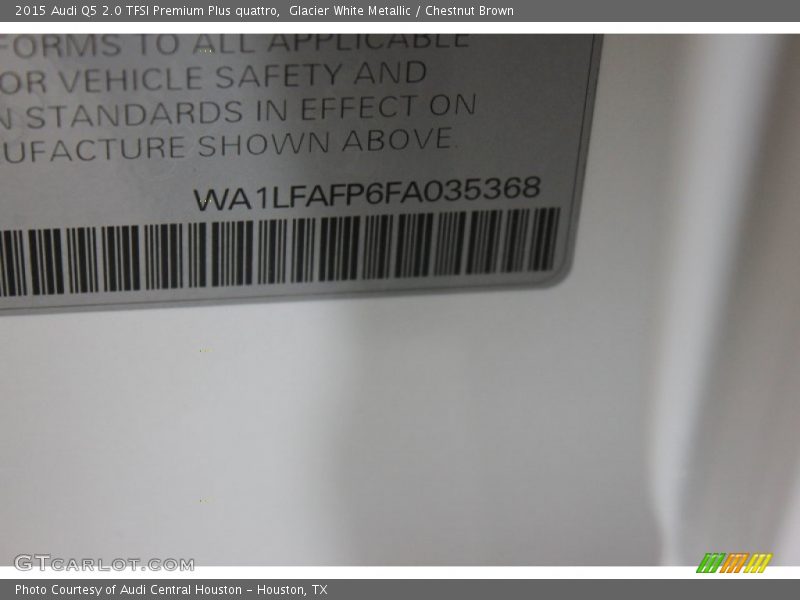 2015 Audi Q5 2.0 TFSI Premium Plus quattro,  Glacier White Metallic / Chestnut Brown
FORMS TO ALL APPLICABLE
OR VEHICLE SAFETY AND
N STANDARDS IN EFFECT ON
UFACTURE SHOWN ABOVE.
WA1LFAFP6FA035368
GTCARLOT.COM
Photo Courtesy of Audi Central Houston - Houston, TX